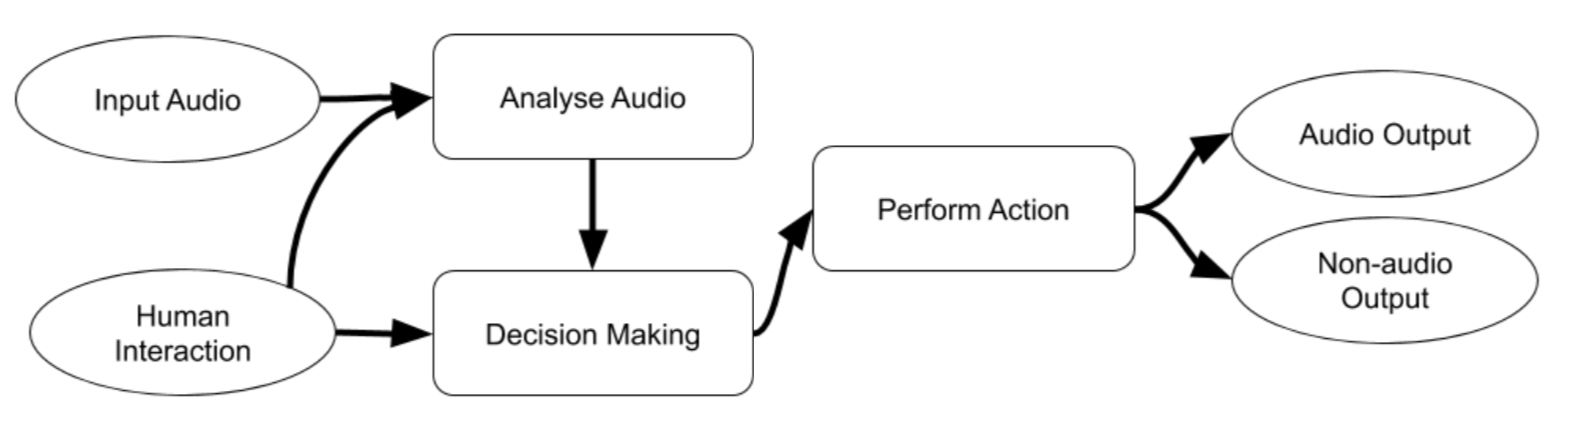 Input Audio
Analyse Audio
Human
Interaction
Decision Making
Perform Action
Audio Output
Non-audio
Output